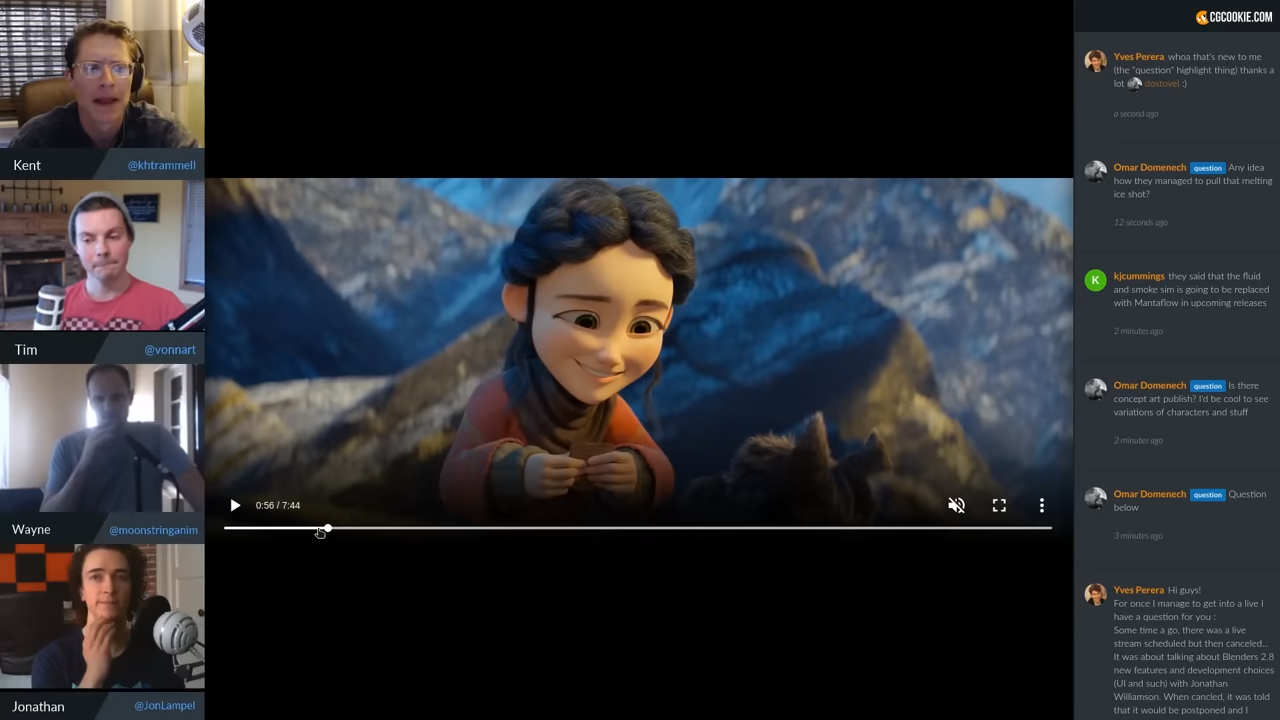 Kent @khtrammell
Tim @vonnart
Wayne @moonstringanim
Jonathan @JonLampel
0:56 / 7:44
CGCOOKIE.COM
Yves Perera whoa that's new to me
(the "question" highlight thing) thanks a
lot dostovei :)
a second ago
Omar Domenech question Any idea
how they managed to pull that melting
ice shot?
12 seconds ago
K
kjcummings they said that the fluid
and smoke sim is going to be replaced
with Mantaflow in upcoming releases
2 minutes ago
Omar Domenech question Is there
concept art publish? I'd be cool to see
variations of characters and stuff
2 minutes ago
Omar Domenech question Question
below
3 minutes ago
Yves Perera Hi guys!
For once I manage to get into a live I
have a question for you :
Some time a go, there was a live
stream scheduled but then canceled...
It was about talking about Blenders 2.8
new features and development choices
(UI and such) with Jonathan
Williamson. When cancled, it was told
that it would be postponed and I